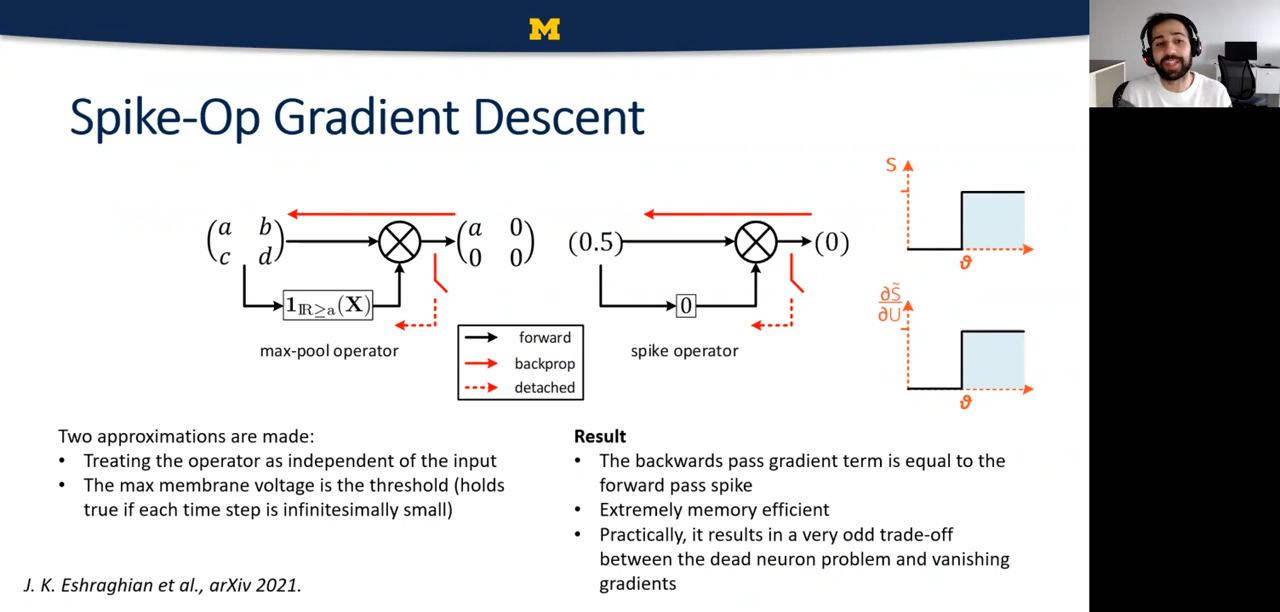 M
Spike-Op Gradient Descent
(a b
c d)
(a 0
0 0)
𝟏_{ℝ≥a}(𝐗)
max-pool operator
(0.5)
(0)
0
spike operator
forward
backprop
detached
S
ϑ
∂S̃
∂U
ϑ
Two approximations are made:
• Treating the operator as independent of the input
• The max membrane voltage is the threshold (holds
true if each time step is infinitesimally small)
Result
• The backwards pass gradient term is equal to the
forward pass spike
• Extremely memory efficient
• Practically, it results in a very odd trade-off
between the dead neuron problem and vanishing
gradients
J. K. Eshraghian et al., arXiv 2021.